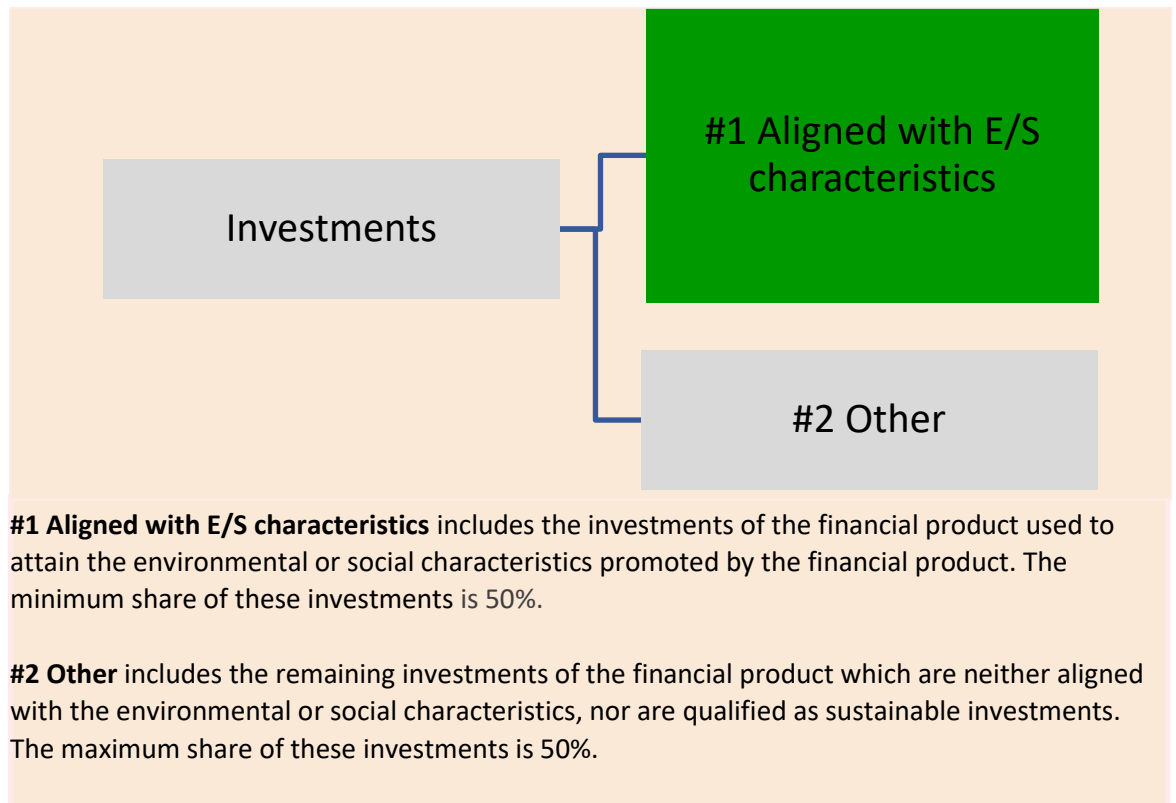 #1 Aligned with E/S
characteristics
Investments
#2 Other
#1 Aligned with E/S characteristics includes the investments of the financial product used to
attain the environmental or social characteristics promoted by the financial product. The
minimum share of these investments is 50%.
#2 Other includes the remaining investments of the financial product which are neither aligned
with the environmental or social characteristics, nor are qualified as sustainable investments.
The maximum share of these investments is 50%.